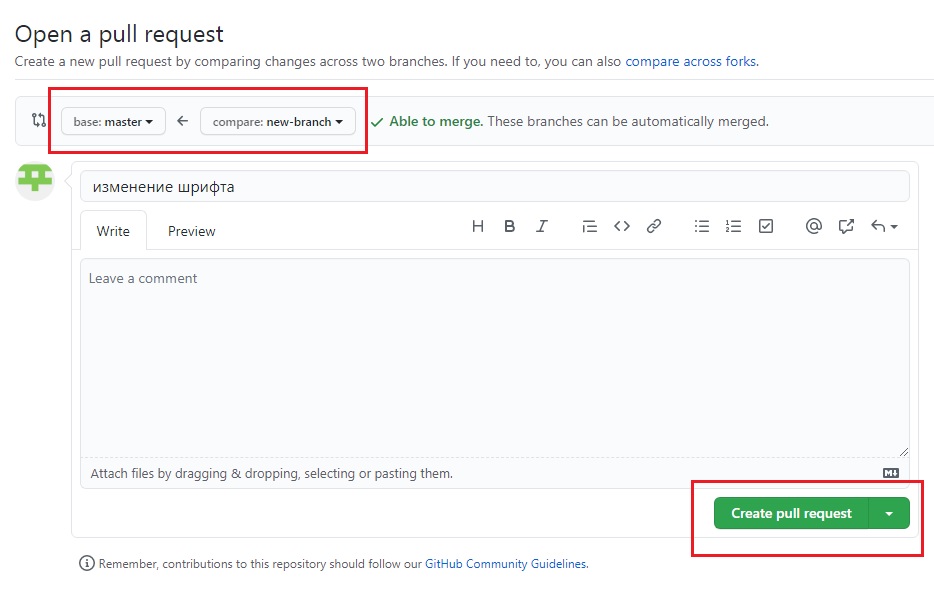 Open a pull request
Create a new pull request by comparing changes across two branches. If you need to, you can also compare across forks.
base: master compare: new-branch Able to merge. These branches can be automatically merged.
изменение шрифта
Write Preview
Leave a comment
Attach files by dragging & dropping, selecting or pasting them.
Create pull request
Remember, contributions to this repository should follow our GitHub Community Guidelines.